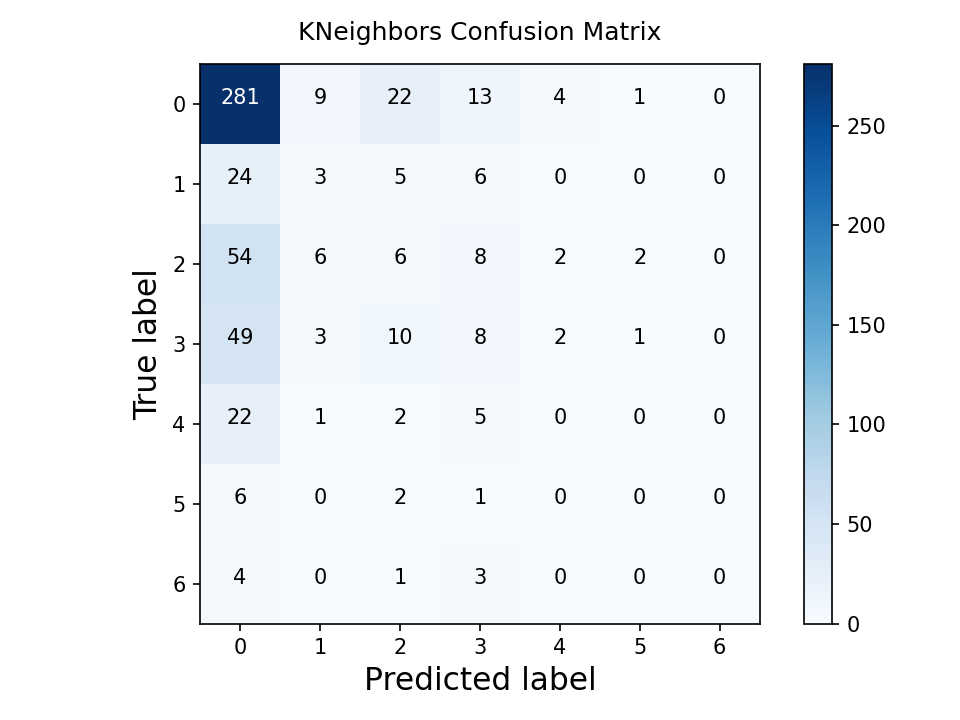 KNeighbors Confusion Matrix
0 281 9 22 13 4 1 0
1 24 3 5 6 0 0 0
2 54 6 6 8 2 2 0
3 49 3 10 8 2 1 0
4 22 1 2 5 0 0 0
5 6 0 2 1 0 0 0
6 4 0 1 3 0 0 0
0 1 2 3 4 5 6
Predicted label
True label
250
200
150
100
50
0